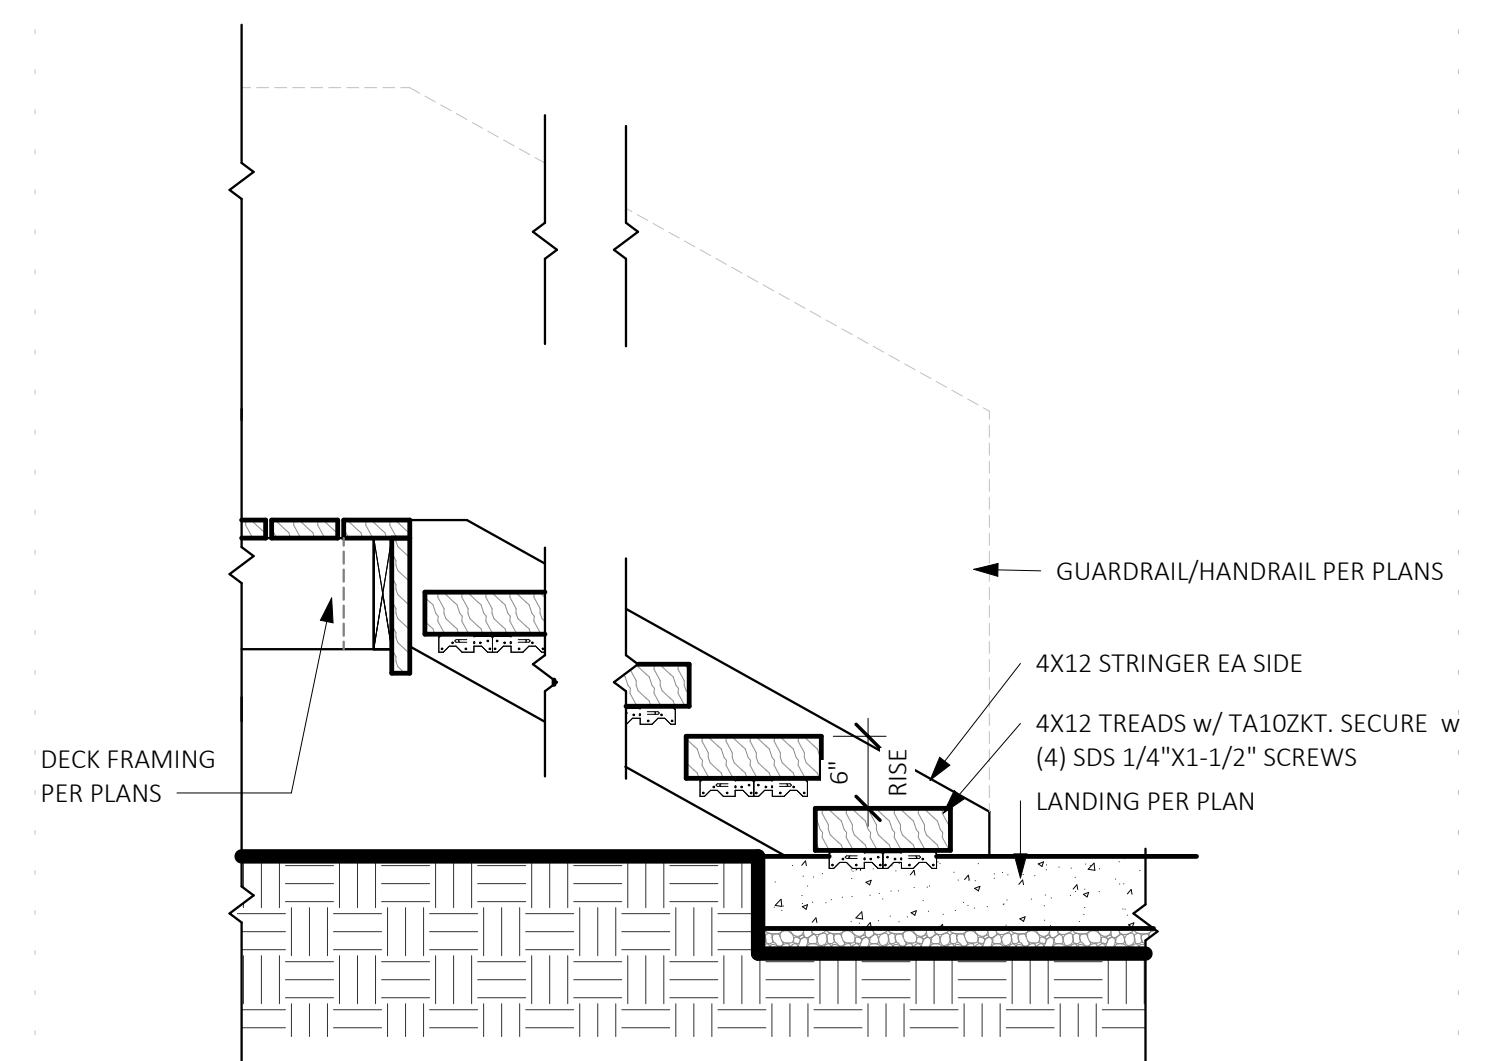 GUARDRAIL/HANDRAIL PER PLANS
4X12 STRINGER EA SIDE
4X12 TREADS w/ TA10ZKT. SECURE w
(4) SDS 1/4"X1-1/2" SCREWS
LANDING PER PLAN
6"
RISE
DECK FRAMING
PER PLANS